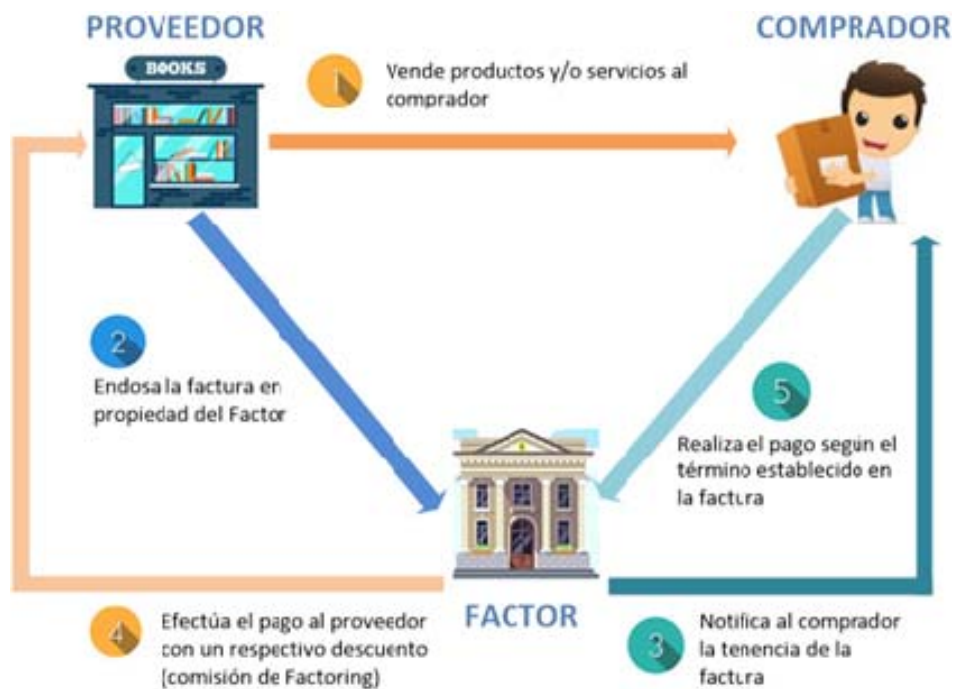 PROVEEDOR
COMPRADOR
BOOKS
1
Vende productos y/o servicios al
comprador
2
Endosa la factura en
propiedad del Factor
5
Realiza el pago según el
término establecido en
la factura
FACTOR
4
Efectúa el pago al proveedor
con un respectivo descuento
(comisión de Factoring)
3
Notifica al comprador
la tenencia de la
factura